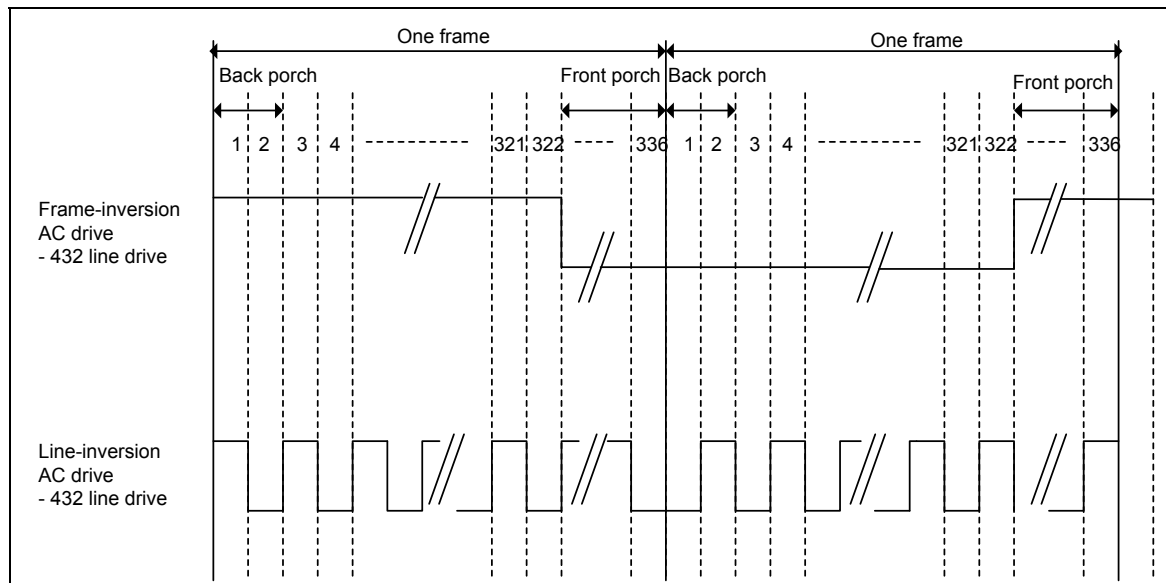 One frame One frame
Back porch Front porch Back porch Front porch
1 2 3 4 321 322 336 1 2 3 4 321 322 336
Frame-inversion
AC drive
- 432 line drive
Line-inversion
AC drive
- 432 line drive